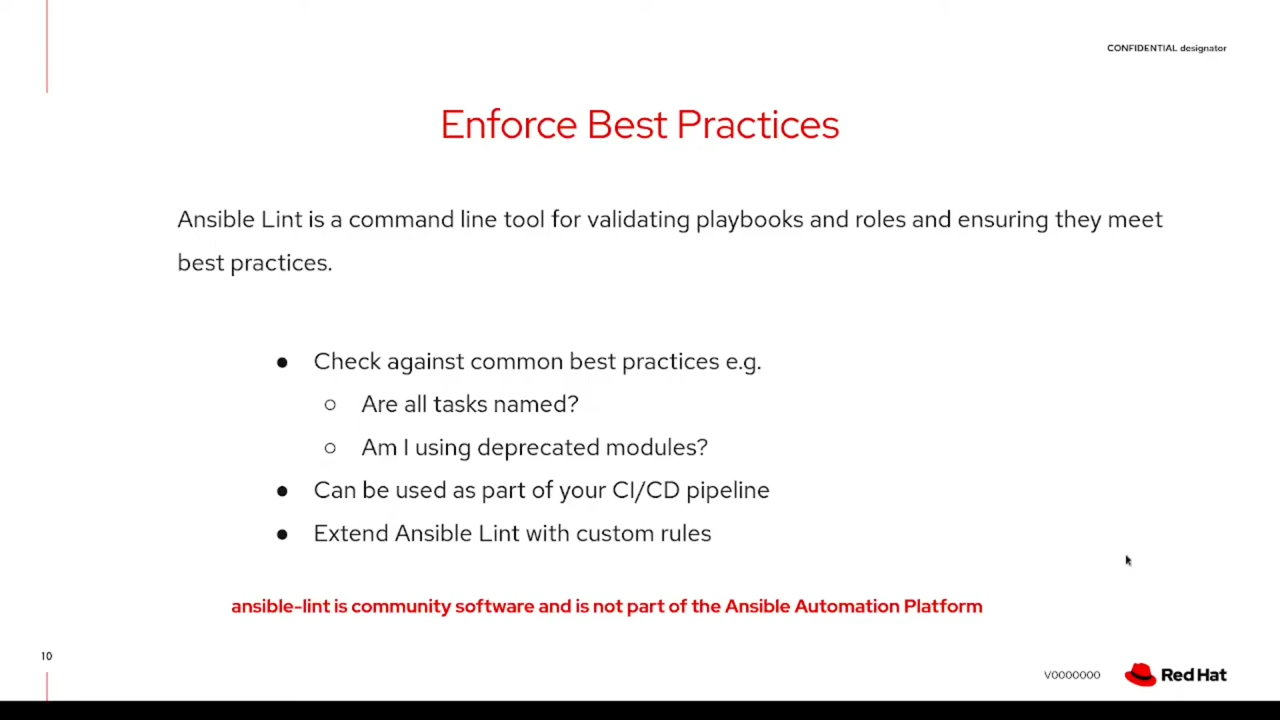 CONFIDENTIAL designator
Enforce Best Practices
Ansible Lint is a command line tool for validating playbooks and roles and ensuring they meet
best practices.
● Check against common best practices e.g.
○ Are all tasks named?
○ Am I using deprecated modules?
● Can be used as part of your CI/CD pipeline
● Extend Ansible Lint with custom rules
ansible-lint is community software and is not part of the Ansible Automation Platform
10
V0000000
Red Hat